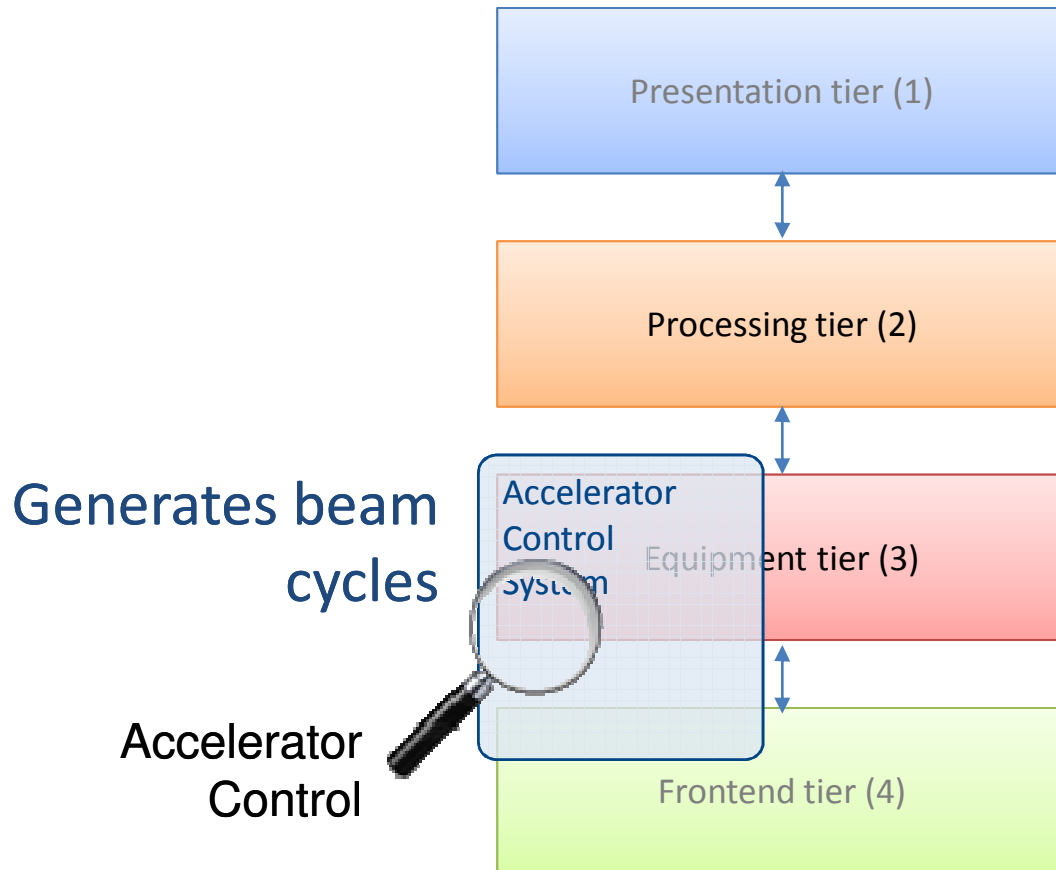 Presentation tier (1)
Processing tier (2)
Generates beam
cycles
Accelerator
Control
System
Equipment tier (3)
Accelerator
Control
Frontend tier (4)